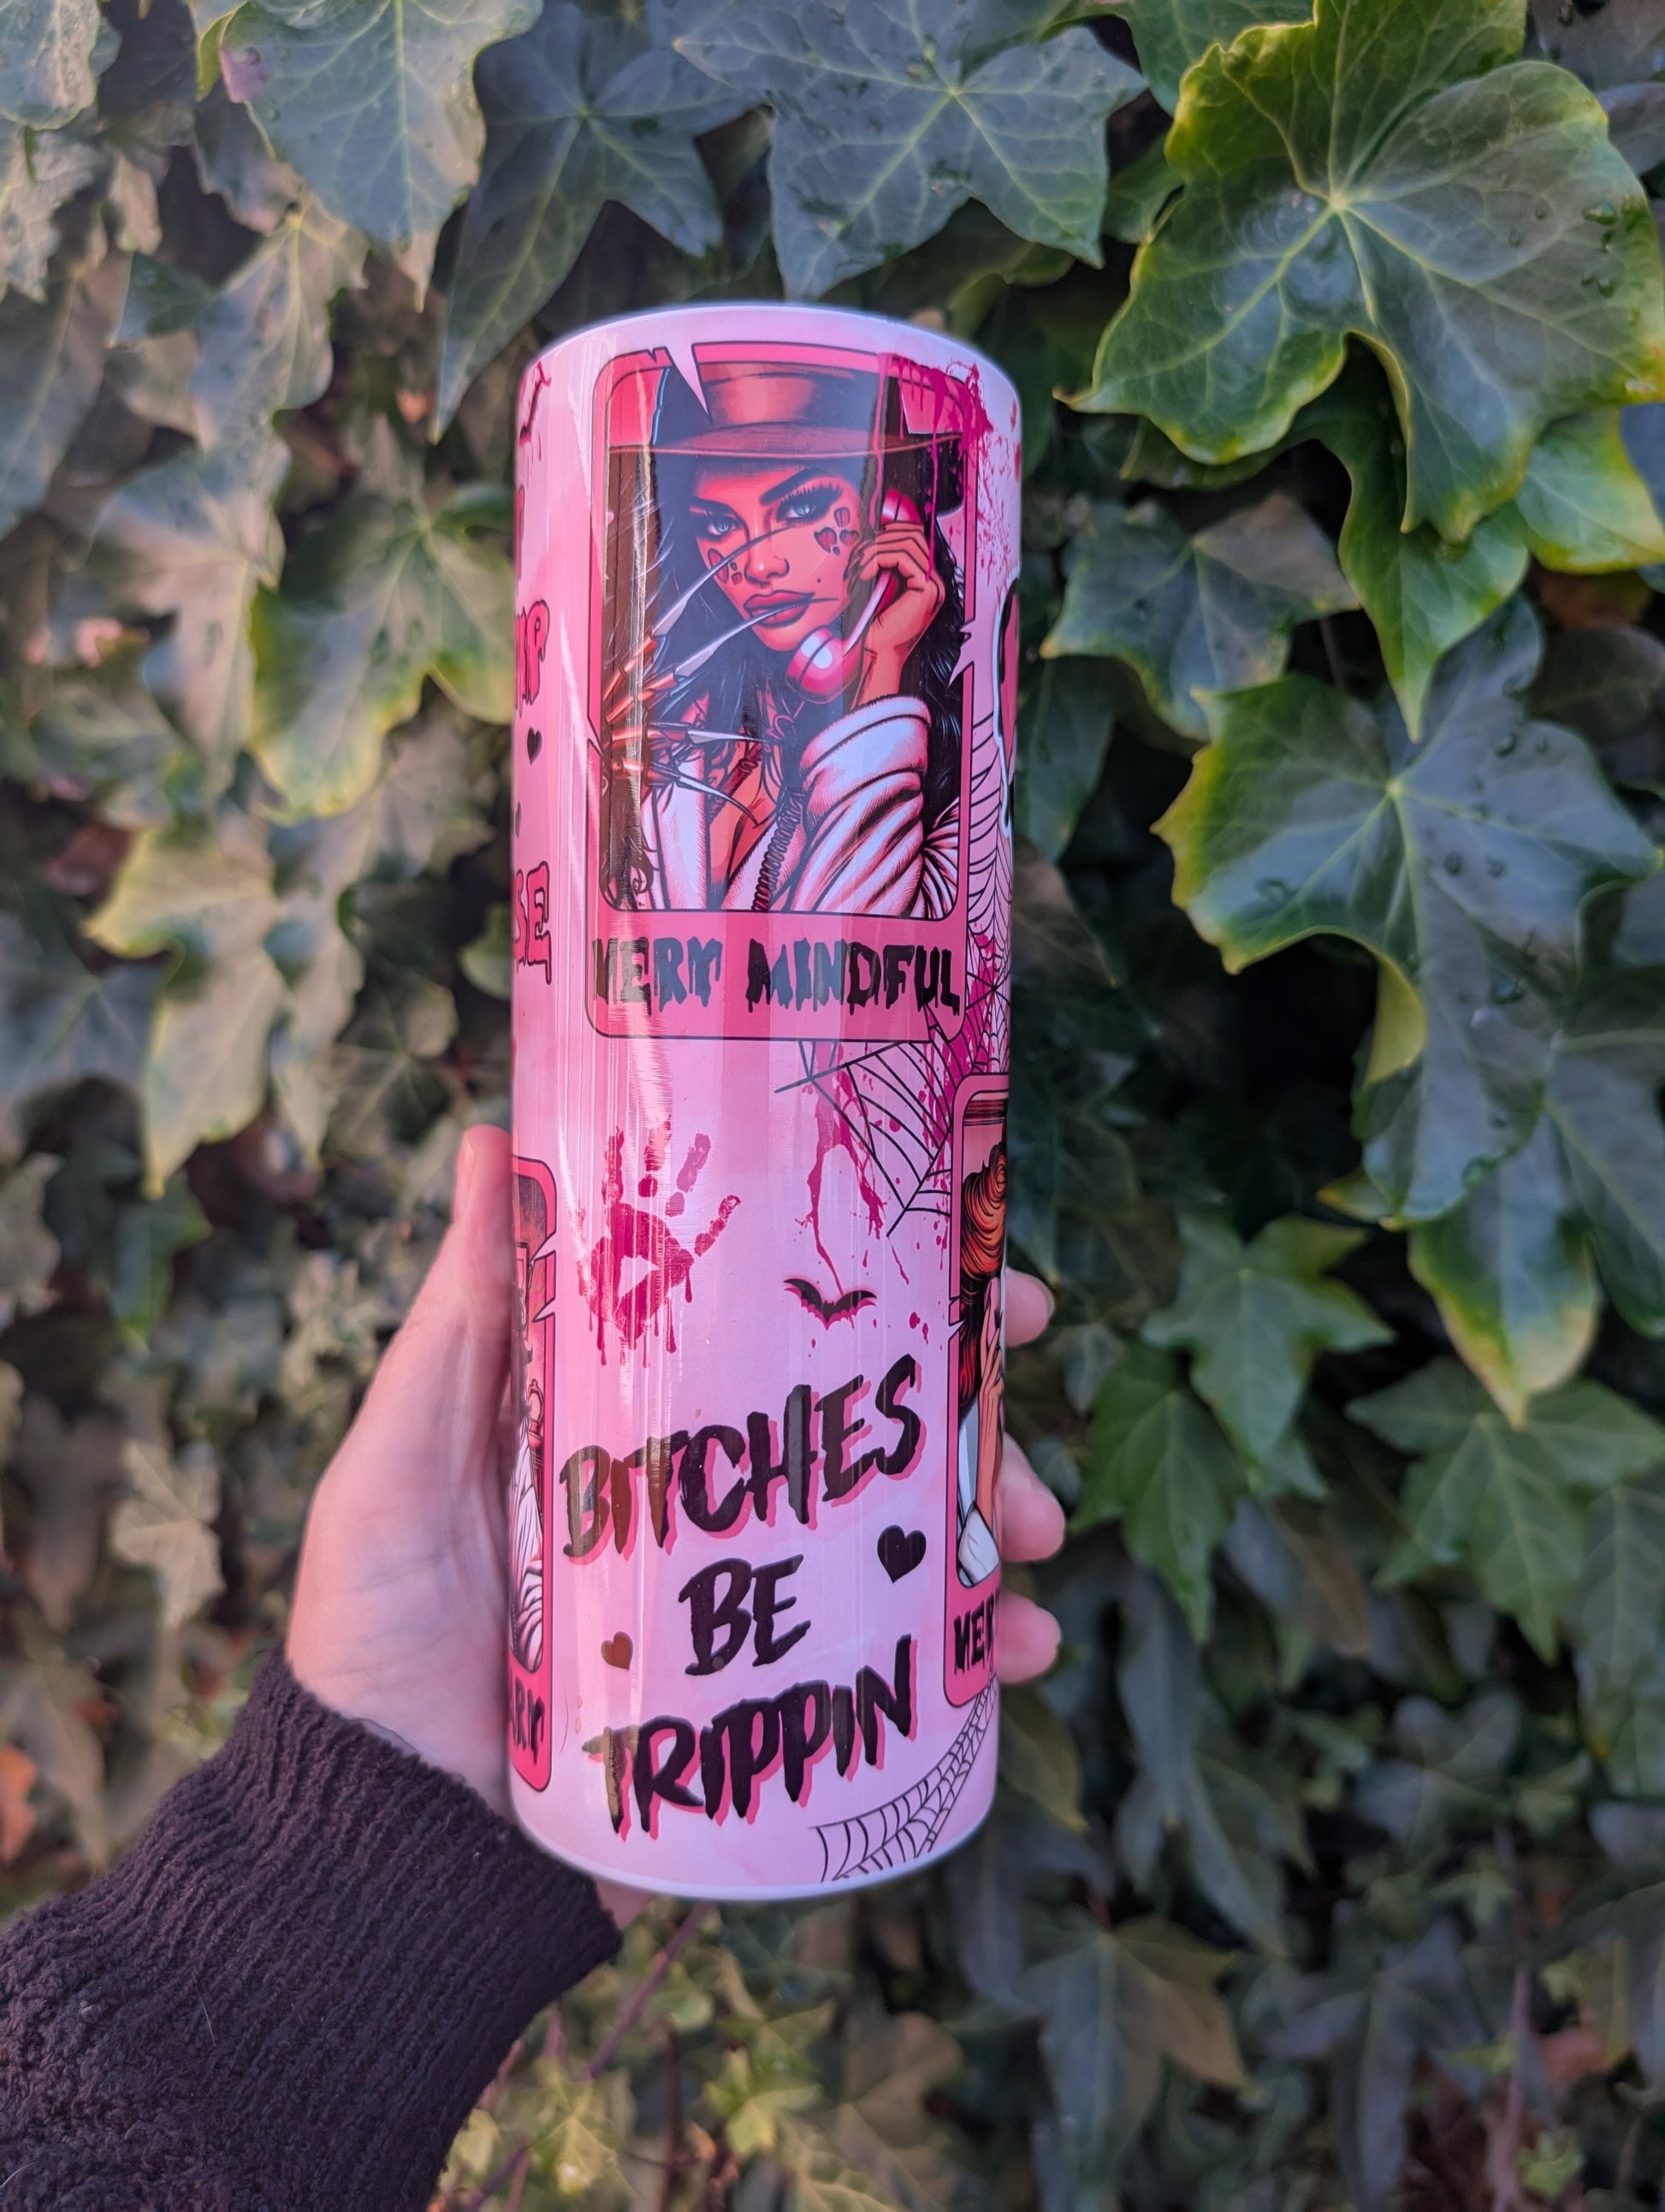 VERY MINDFUL
BITCHES
BE
TRIPPIN